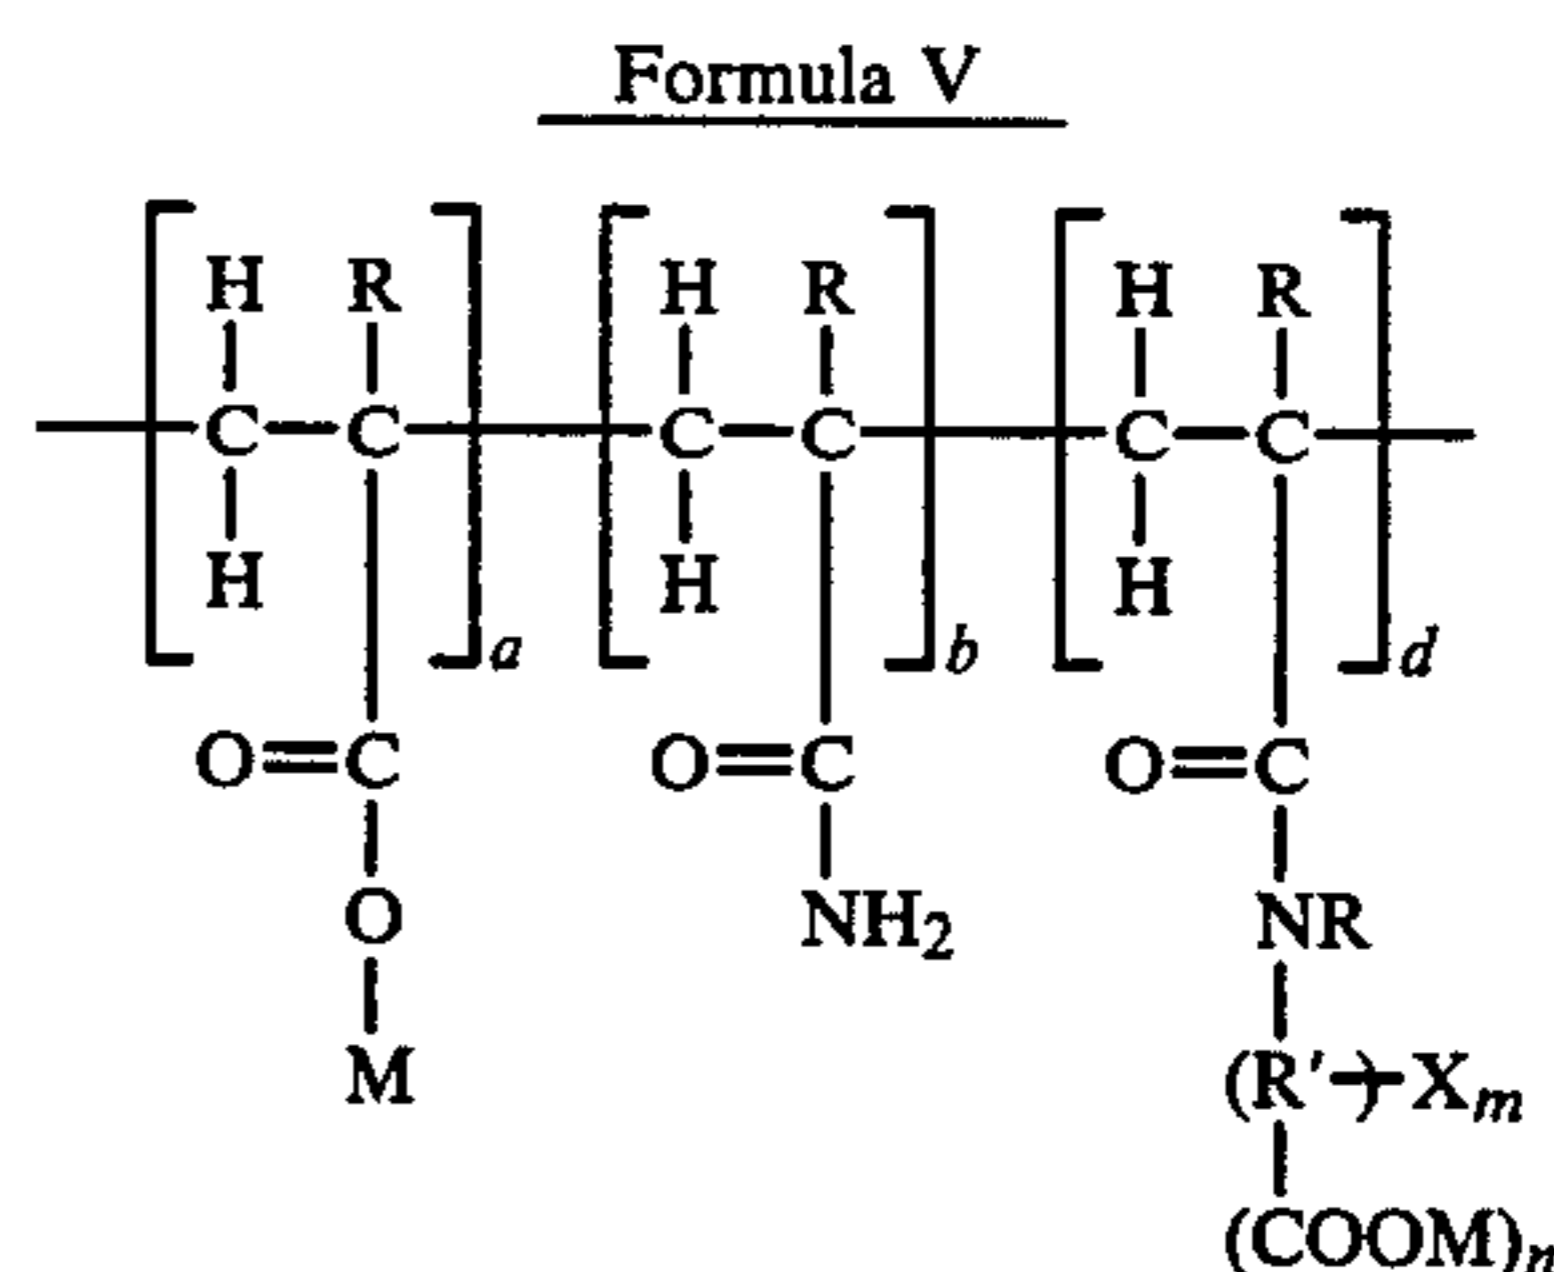 Formula V
H R H R H R
C C C C C C
H H H
a b d
O=C O=C O=C
O NH2 NR
M (R′)X_m
(COOM)_n